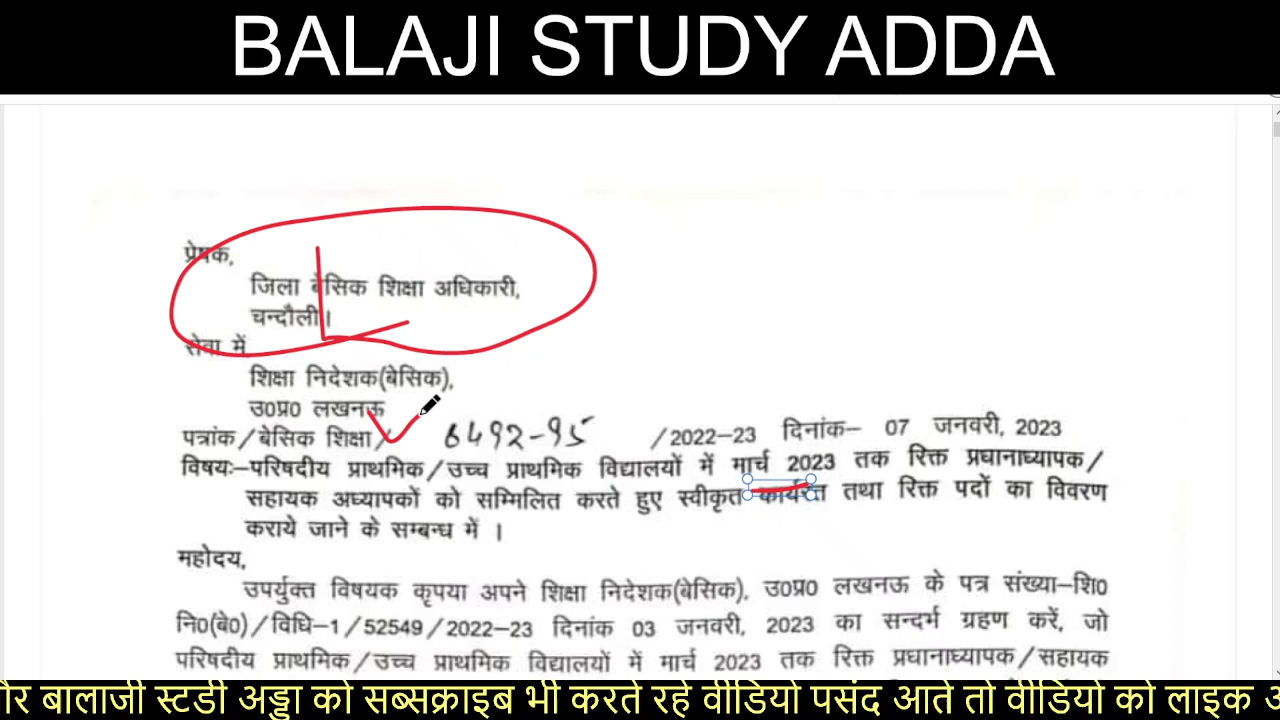 BALAJI STUDY ADDA
प्रेषक,
जिला बेसिक शिक्षा अधिकारी,
चन्दौली।
सेवा में
शिक्षा निदेशक(बेसिक),
उ0प्र0 लखनऊ
पत्रांक/बेसिक शिक्षा/ 6492-95 /2022-23 दिनांक- 07 जनवरी, 2023
विषयः-परिषदीय प्राथमिक/उच्च प्राथमिक विद्यालयों में मार्च 2023 तक रिक्त प्रधानाध्यापक/
सहायक अध्यापकों को सम्मिलित करते हुए स्वीकृत कार्यरत तथा रिक्त पदों का विवरण
कराये जाने के सम्बन्ध में ।
महोदय,
उपर्युक्त विषयक कृपया अपने शिक्षा निदेशक(बेसिक), उ0प्र0 लखनऊ के पत्र संख्या-शि0
नि0(बे0)/विधि-1/52549/2022-23 दिनांक 03 जनवरी, 2023 का सन्दर्भ ग्रहण करें, जो
परिषदीय प्राथमिक/उच्च प्राथमिक विद्यालयों में मार्च 2023 तक रिक्त प्रधानाध्यापक/सहायक
और बालाजी स्टडी अड्डा को सब्सक्राइब भी करते रहे वीडियो पसंद आते तो वीडियो को लाइक